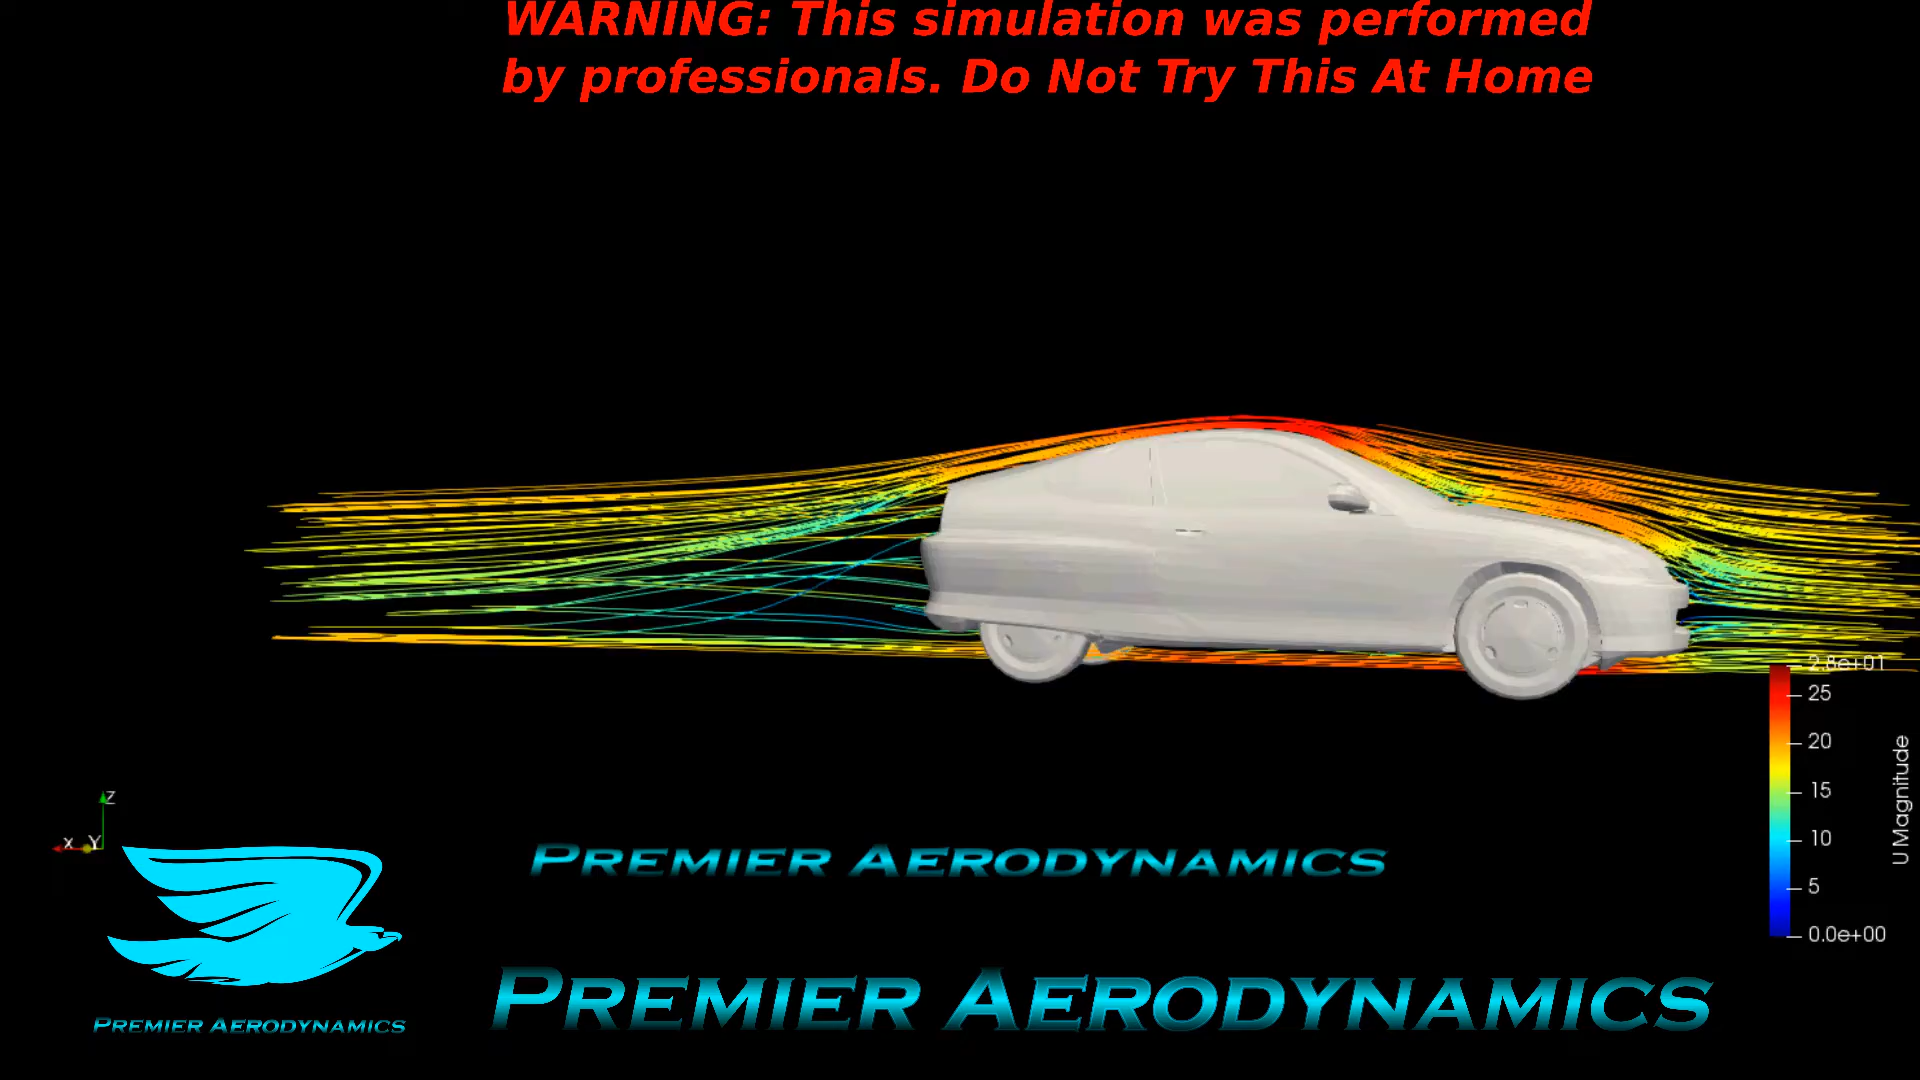 WARNING: This simulation was performed
by professionals. Do Not Try This At Home
2.8e+01
25
20
15
10
5
0.0e+00
U Magnitude
Z
X Y
PREMIER AERODYNAMICS
PREMIER AERODYNAMICS
PREMIER AERODYNAMICS